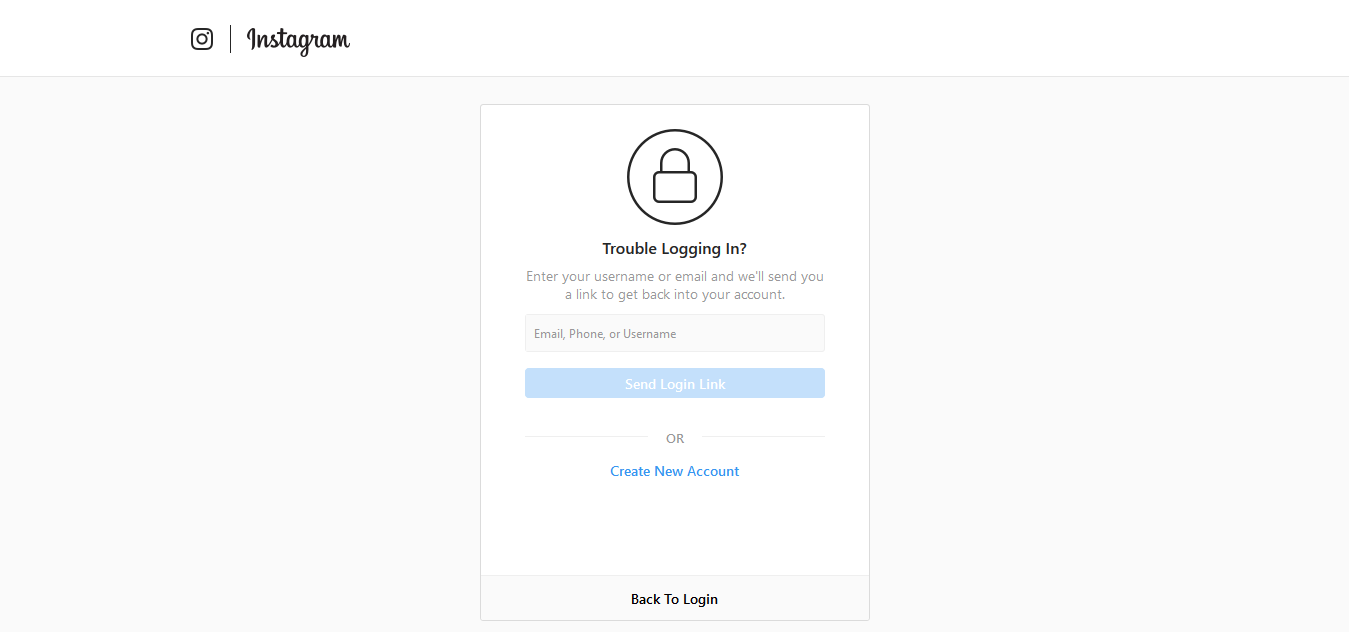 Instagram
Trouble Logging In?
Enter your username or email and we'll send you
a link to get back into your account.
Email, Phone, or Username
Send Login Link
OR
Create New Account
Back To Login